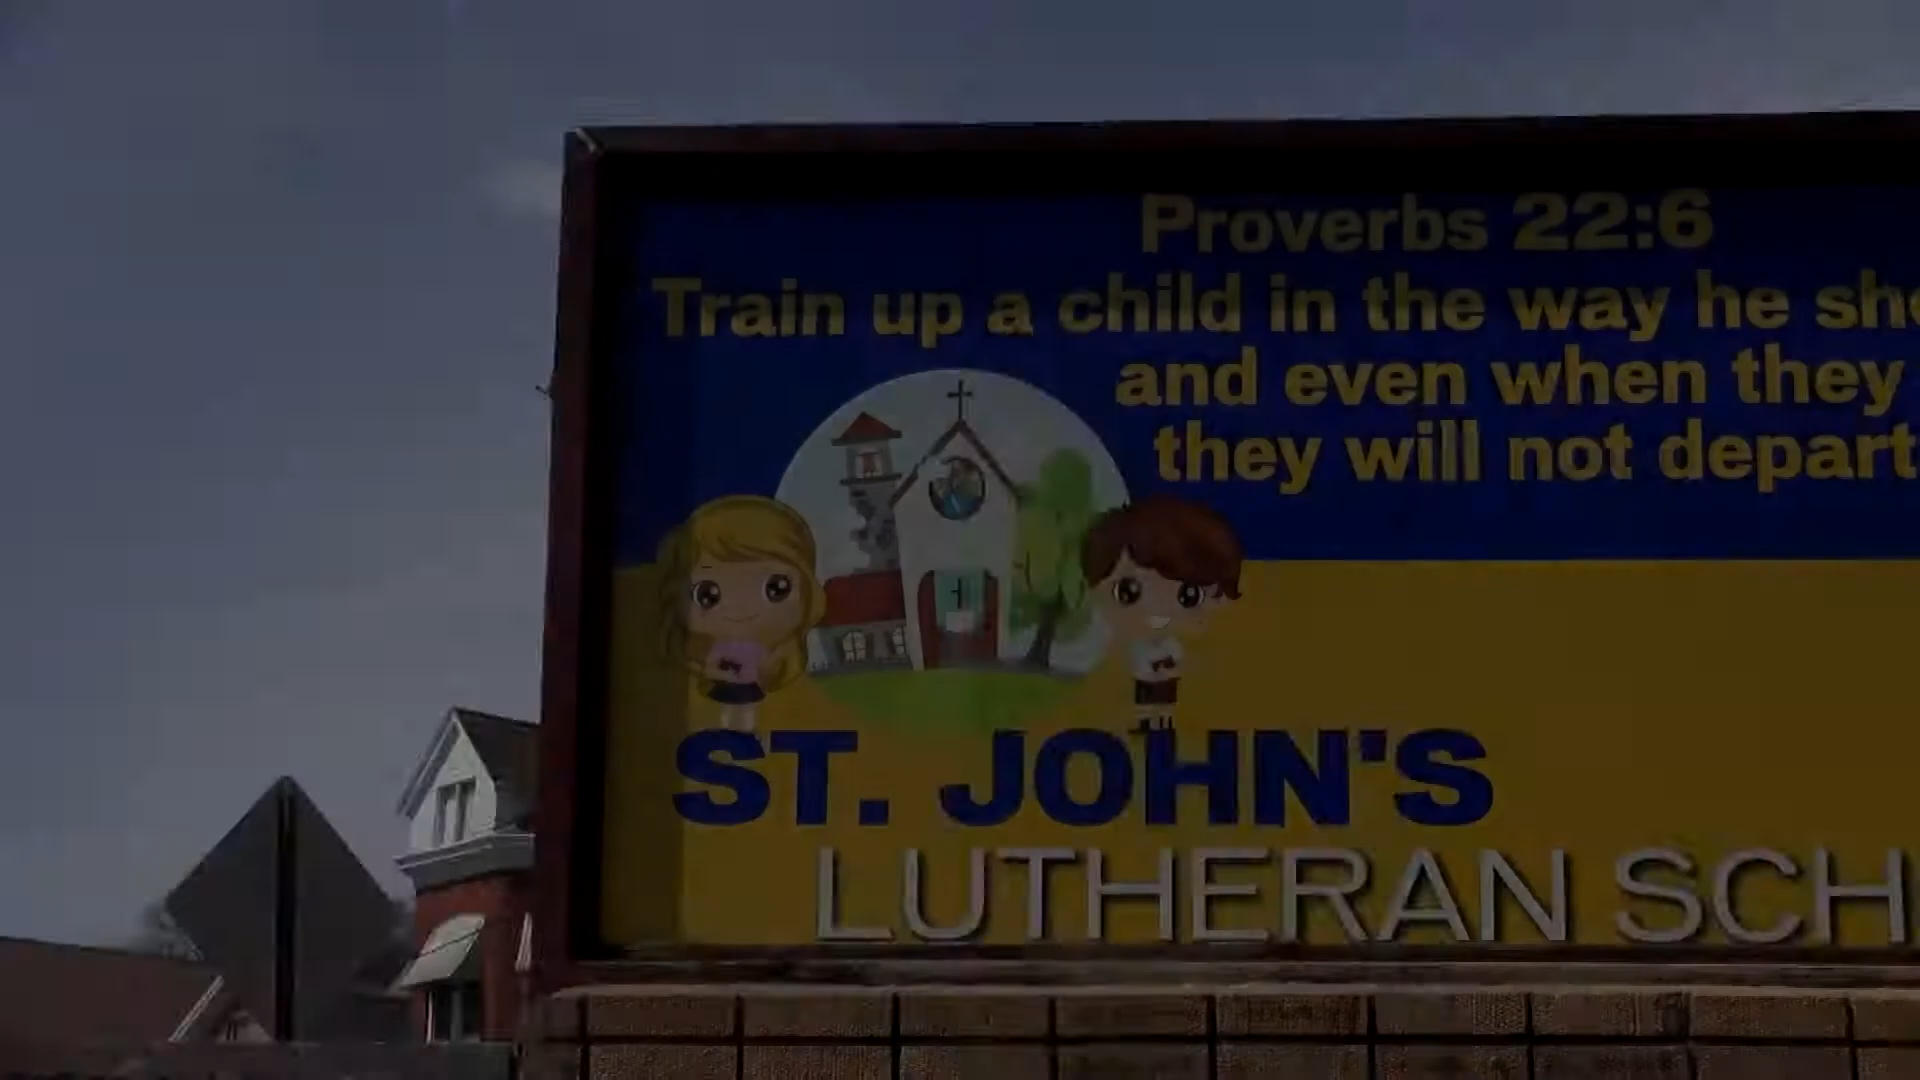 Proverbs 22:6
Train up a child in the way he sho
and even when they
they will not depart
ST. JOHN'S
LUTHERAN SCH